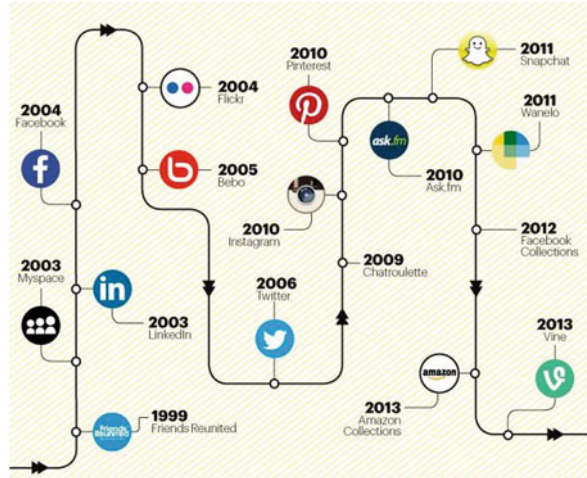 1999
Friends Reunited
Friends
Reunited
2003
Myspace
in
2003
LinkedIn
2004
Facebook
f
2004
Flickr
b
2005
Bebo
2006
Twitter
2009
Chatroulette
2010
Instagram
2010
Pinterest
ask.fm
2010
Ask.fm
2011
Snapchat
2011
Wanelo
2012
Facebook
Collections
amazon
2013
Amazon
Collections
2013
Vine